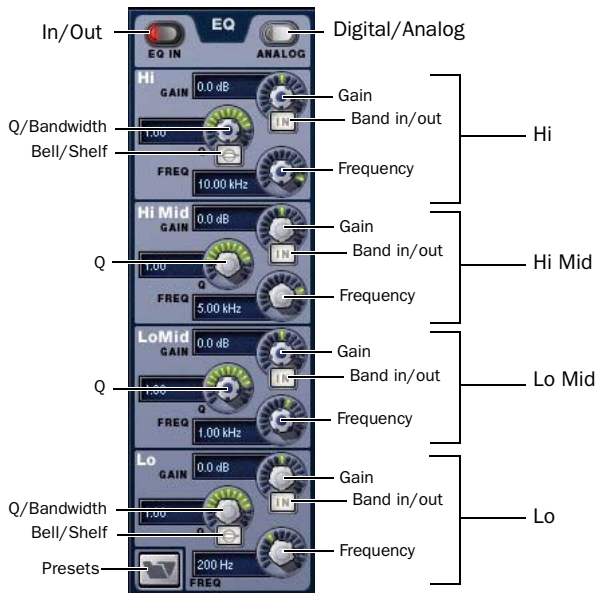 In/Out
EQ
Digital/Analog
EQ IN
ANALOG
Hi
GAIN
0.0 dB
Gain
Q/Bandwidth
1.00
IN
Band in/out
Hi
Bell/Shelf
Q
FREQ
Frequency
10.00 kHz
Hi Mid
GAIN
0.0 dB
Gain
Q
1.00
IN
Band in/out
Hi Mid
Q
FREQ
Frequency
5.00 kHz
LoMid
GAIN
0.0 dB
Gain
Q
1.00
IN
Band in/out
Lo Mid
Q
FREQ
Frequency
1.00 kHz
Lo
GAIN
0.0 dB
Gain
Q/Bandwidth
1.00
IN
Band in/out
Lo
Bell/Shelf
Q
Frequency
Presets
200 Hz
FREQ